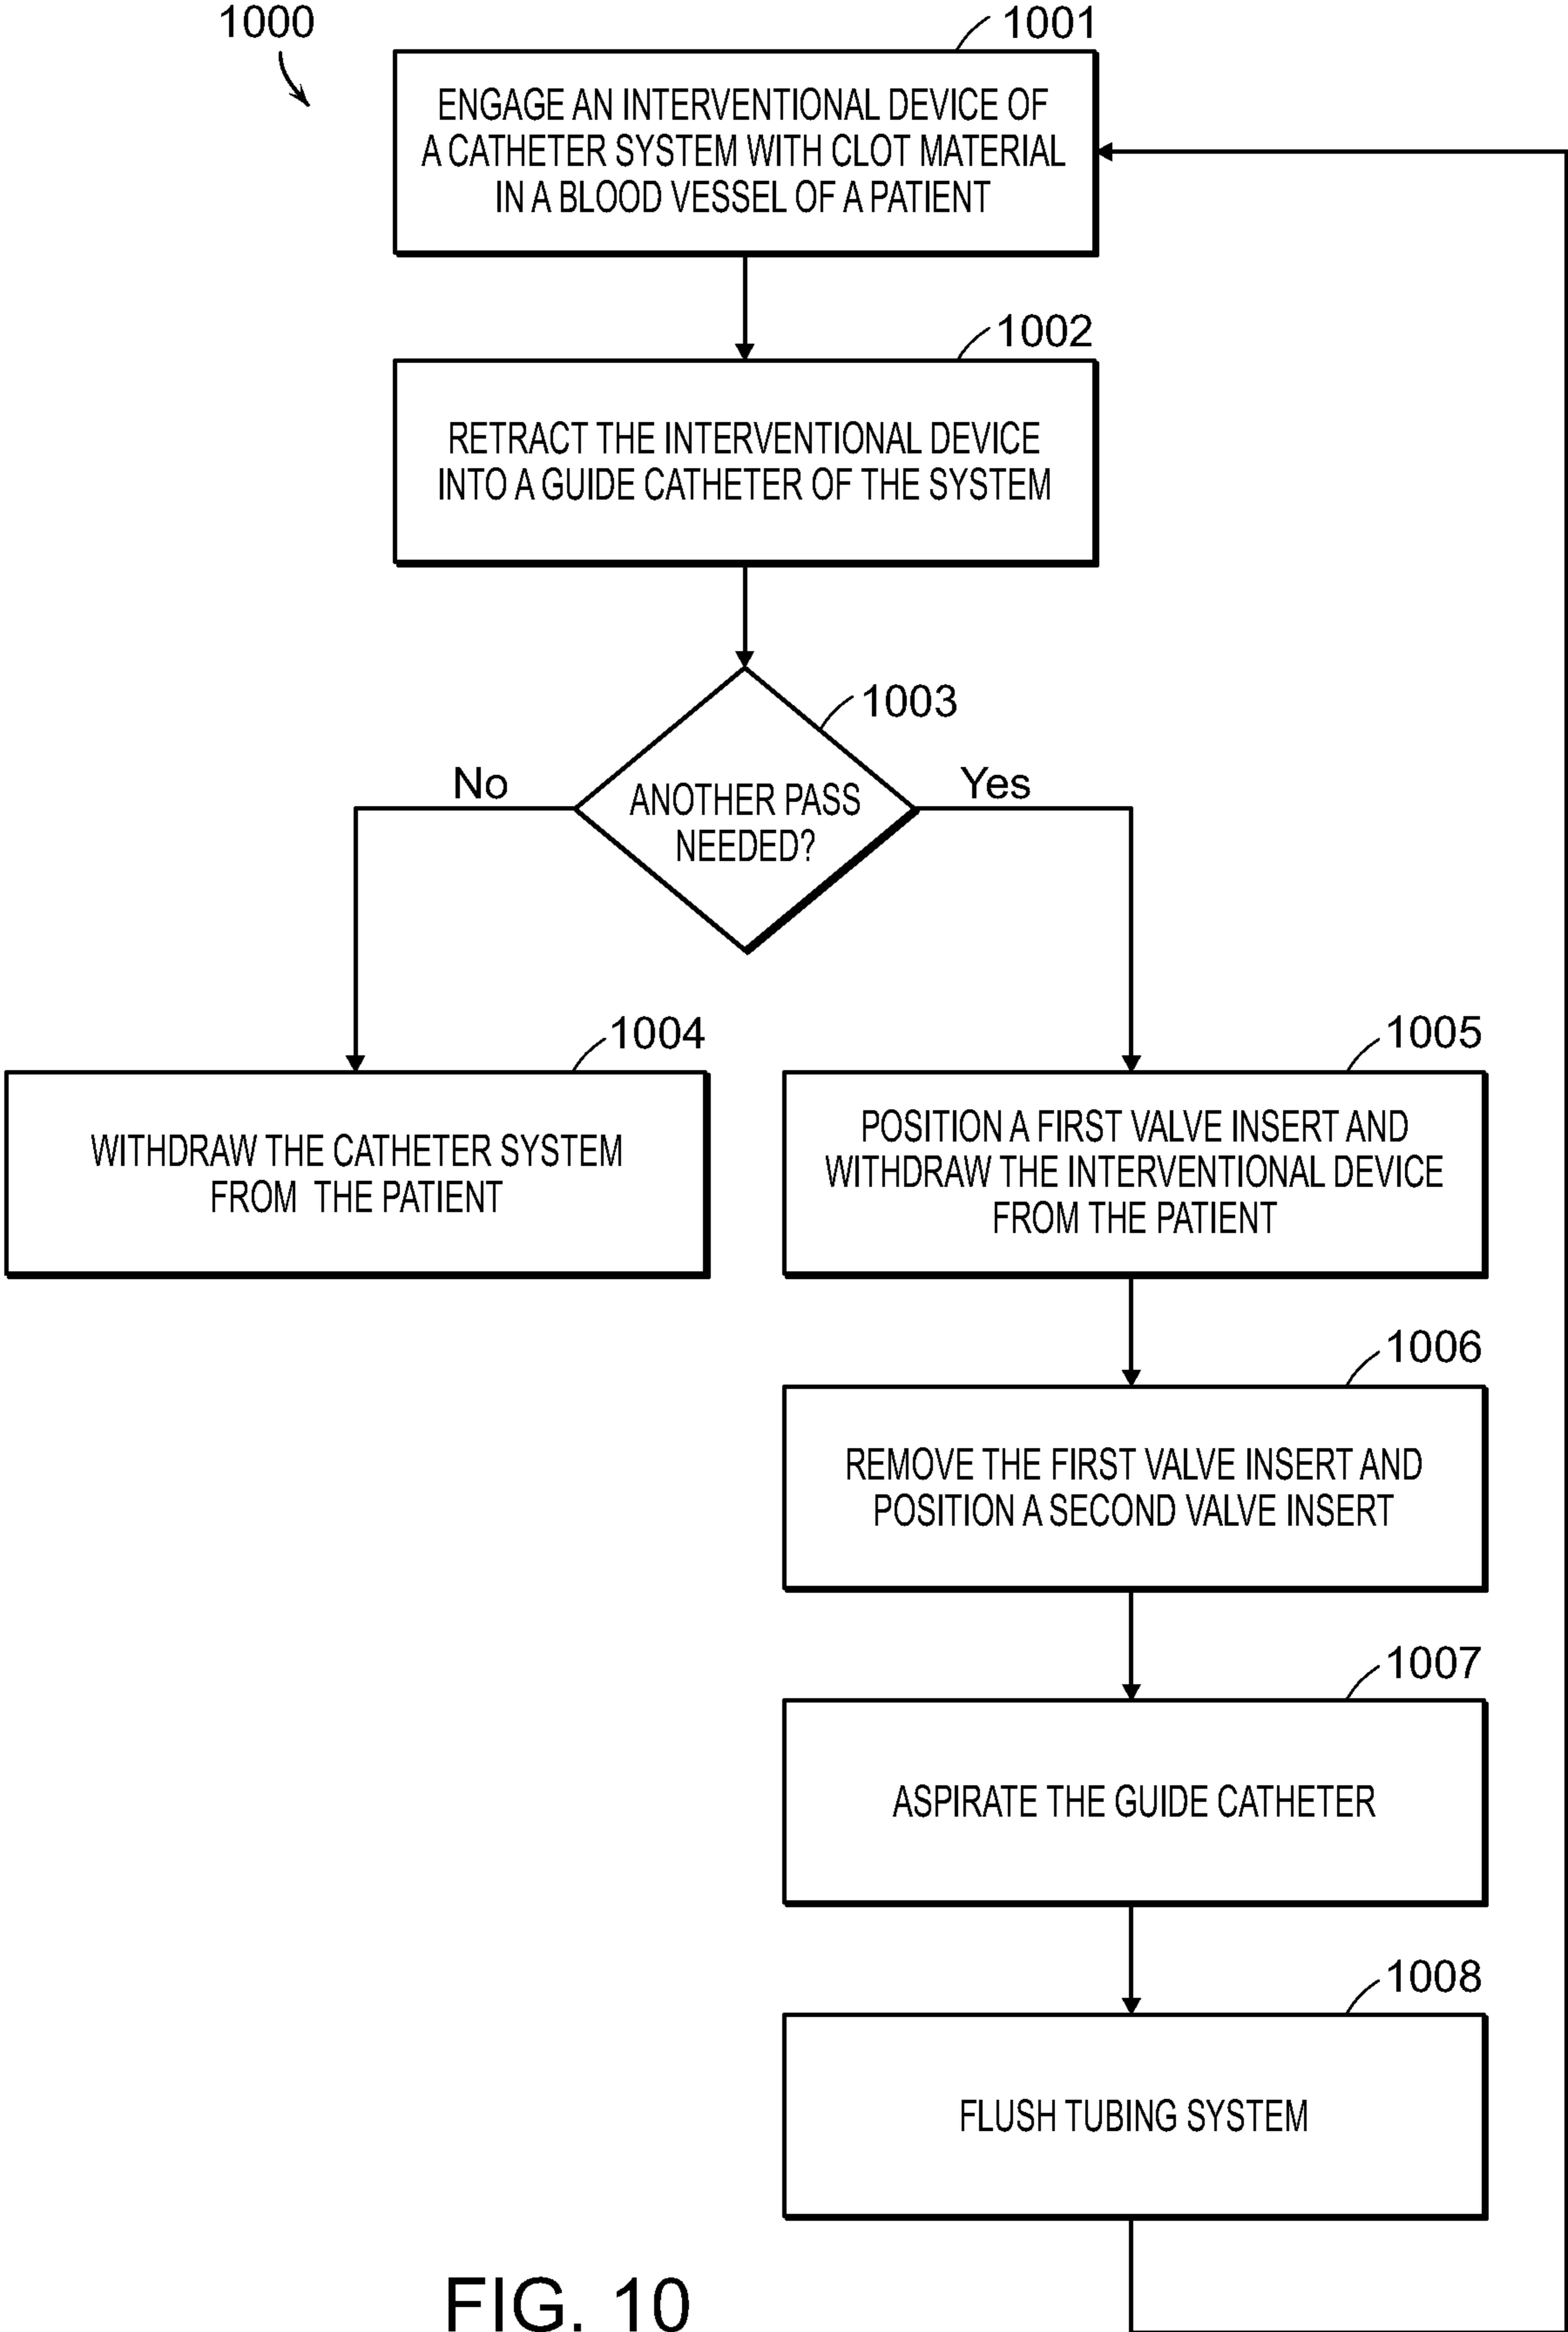 1000
1001
ENGAGE AN INTERVENTIONAL DEVICE OF
A CATHETER SYSTEM WITH CLOT MATERIAL
IN A BLOOD VESSEL OF A PATIENT
1002
RETRACT THE INTERVENTIONAL DEVICE
INTO A GUIDE CATHETER OF THE SYSTEM
1003
ANOTHER PASS
NEEDED?
No
Yes
1004
WITHDRAW THE CATHETER SYSTEM
FROM THE PATIENT
1005
POSITION A FIRST VALVE INSERT AND
WITHDRAW THE INTERVENTIONAL DEVICE
FROM THE PATIENT
1006
REMOVE THE FIRST VALVE INSERT AND
POSITION A SECOND VALVE INSERT
1007
ASPIRATE THE GUIDE CATHETER
1008
FLUSH TUBING SYSTEM
FIG. 10